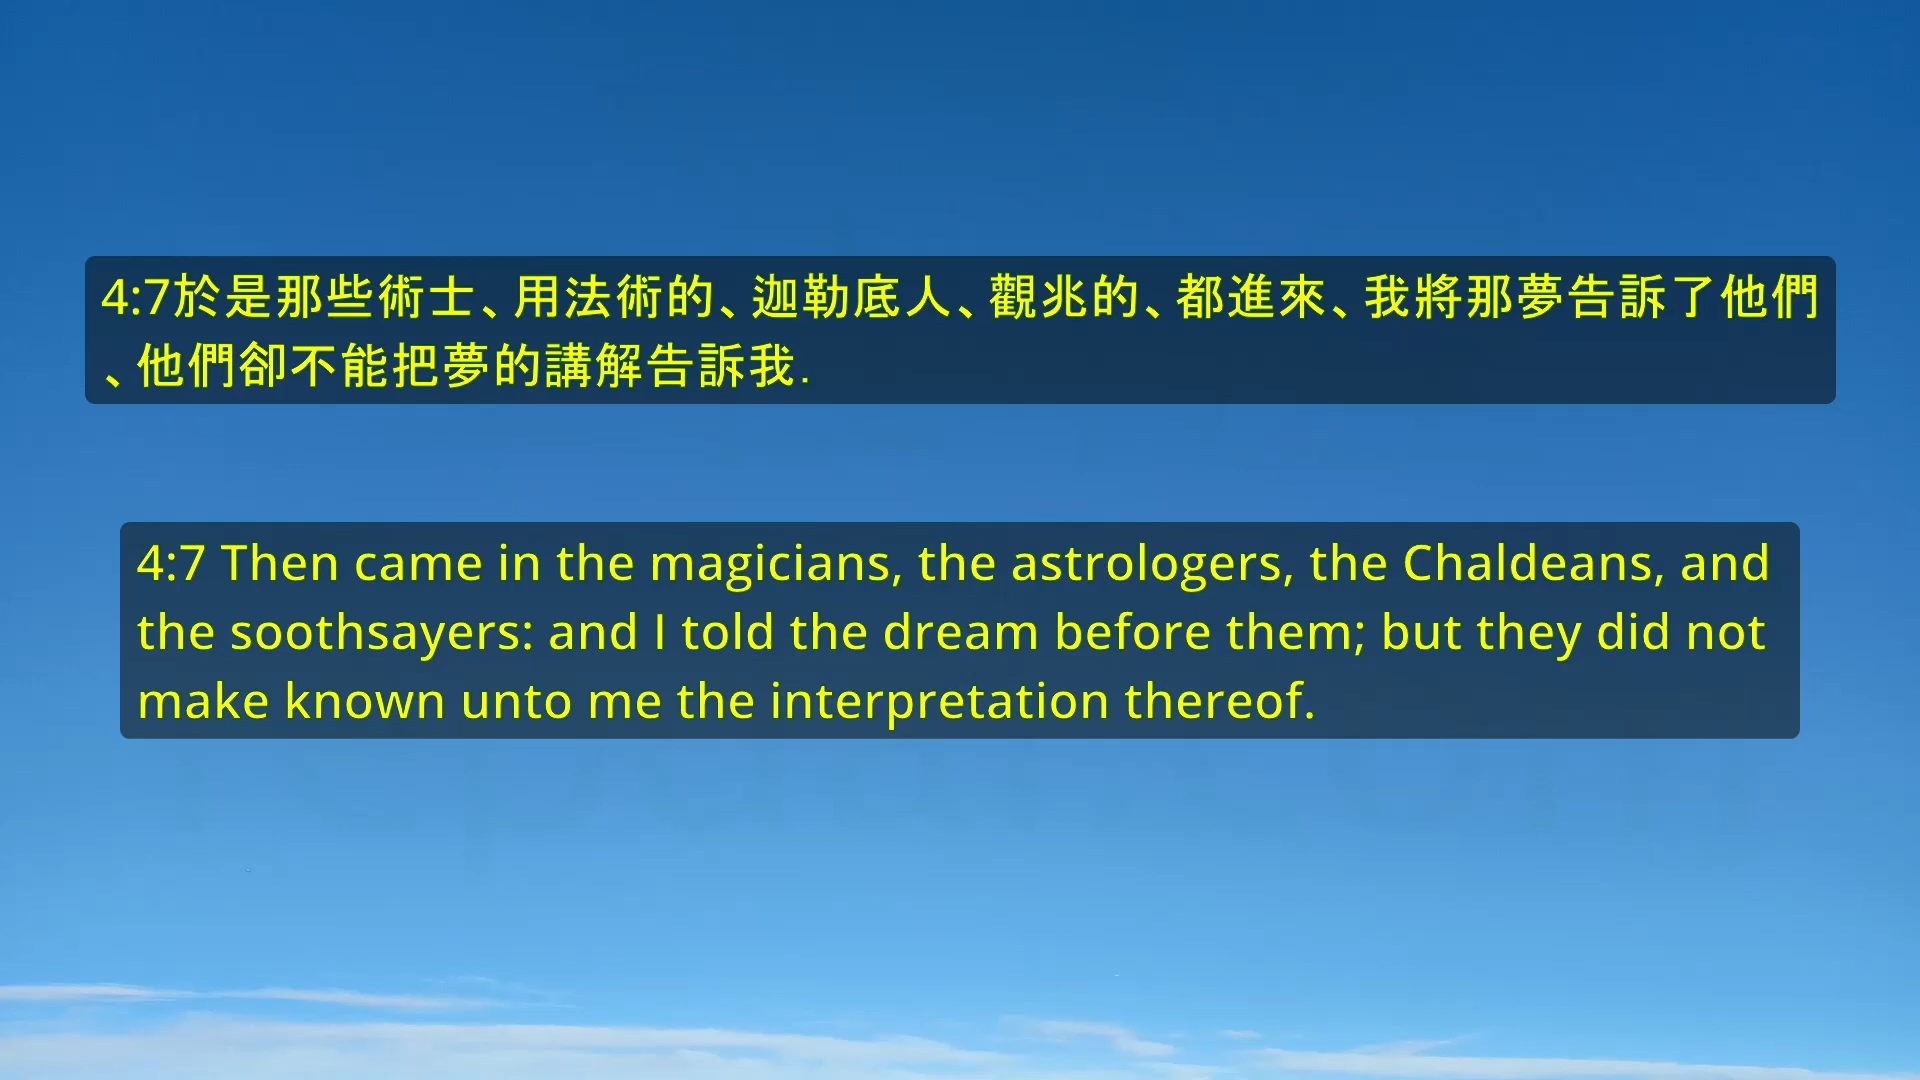 4:7於是那些術士、用法術的、迦勒底人、觀兆的、都進來、我將那夢告訴了他們
、他們卻不能把夢的講解告訴我.
4:7 Then came in the magicians, the astrologers, the Chaldeans, and
the soothsayers: and I told the dream before them; but they did not
make known unto me the interpretation thereof.